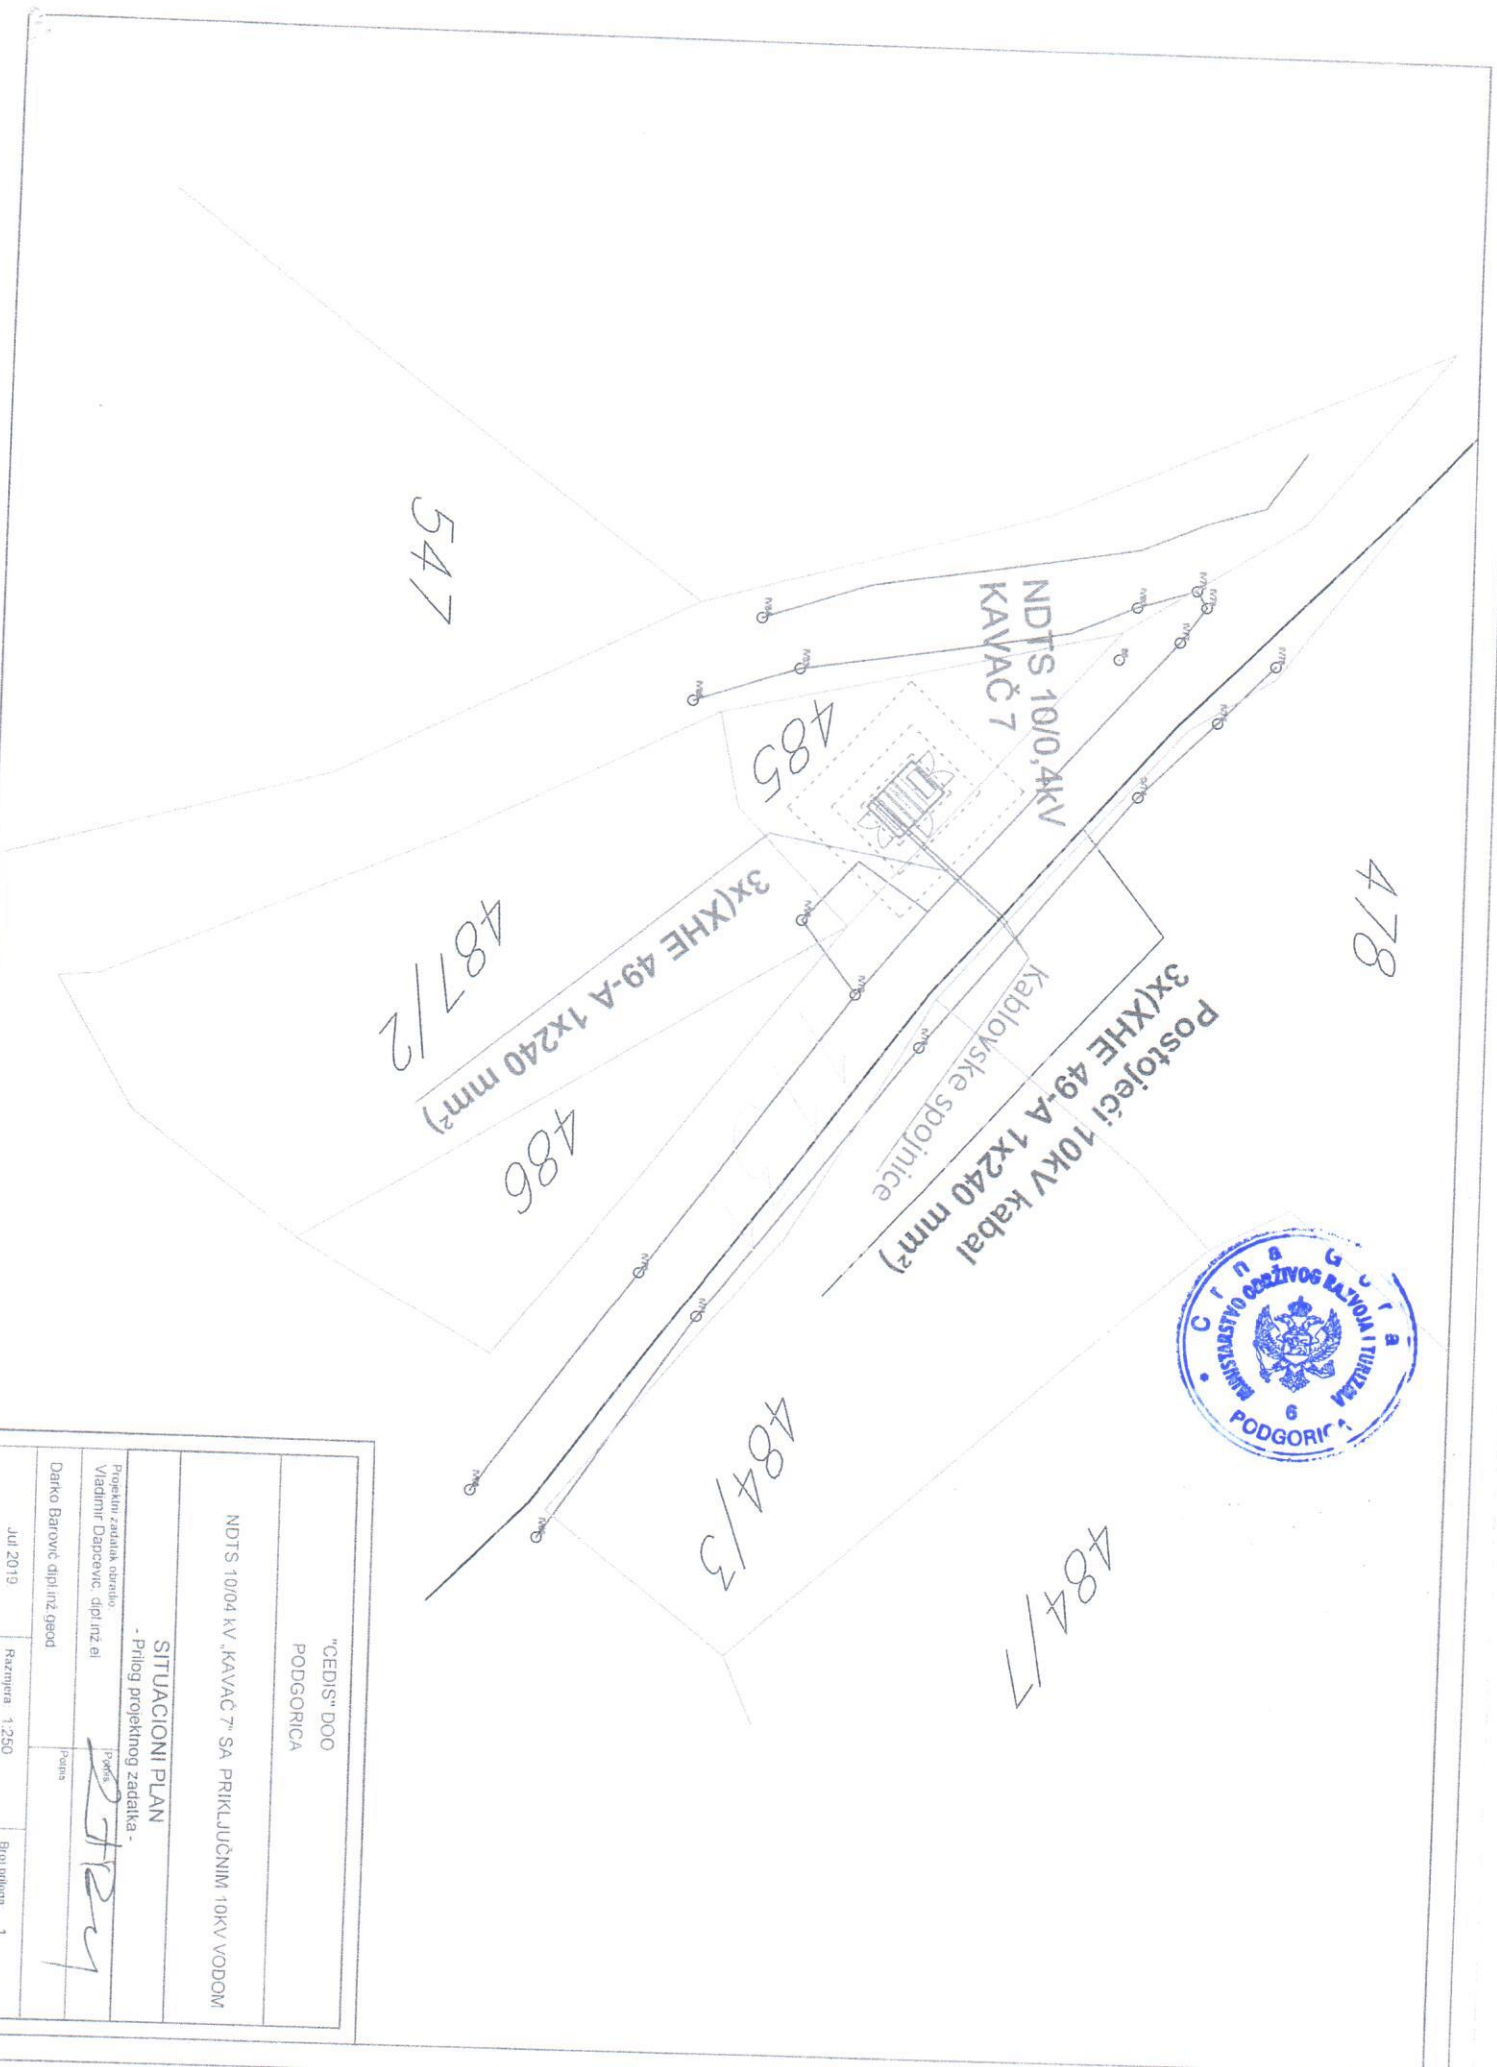 547
NDTS 10/0,4kV
KAVAČ 7
485
478
487/2
3x(XHE 49-A 1x240 mm²)
486
Postojeći 10kV kabal
3x(XHE 49-A 1x240 mm²)
Kablovske spojnice
484/3
484/1
Crna Gora
MINISTARSTVO ODRŽIVOG RAZVOJA I TURIZMA
6
PODGORICA
"CEDIS" DOO
PODGORICA
NDTS 10/04 kV „KAVAČ 7" SA PRIKLJUČNIM 10KV VODOM
SITUACIONI PLAN
- Prilog projektnog zadatka -
Projektni zadatak obradio:
Vladimir Dapcevic, dipl.inž.el
Potpis
Darko Barović dipl.inž.geod
Potpis
Jul 2019
Razmjera 1:250
Broj priloga 1